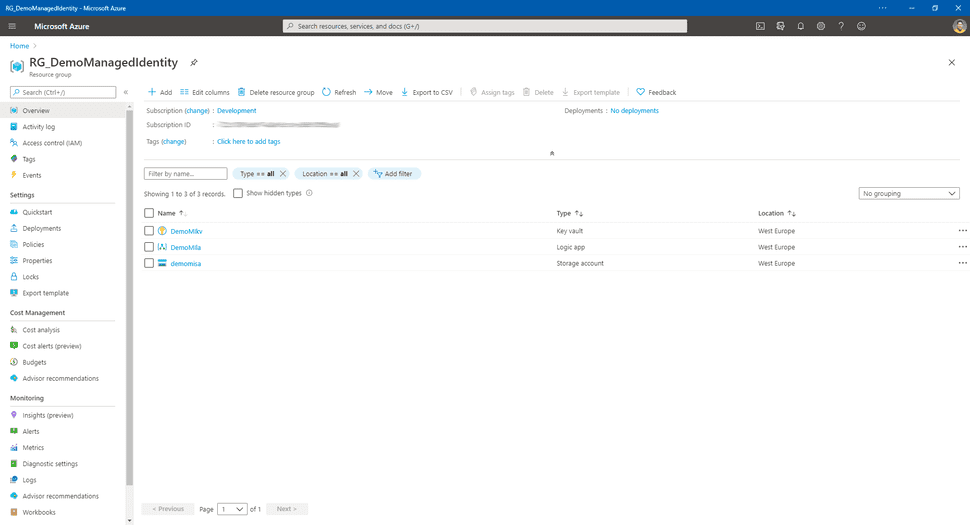 RG_DemoManagedIdentity - Microsoft Azure
Microsoft Azure
Search resources, services, and docs (G+/)
Home >
RG_DemoManagedIdentity
Resource group
Search (Ctrl+/)
Overview
Activity log
Access control (IAM)
Tags
Events
Settings
Quickstart
Deployments
Policies
Properties
Locks
Export template
Cost Management
Cost analysis
Cost alerts (preview)
Budgets
Advisor recommendations
Monitoring
Insights (preview)
Alerts
Metrics
Diagnostic settings
Logs
Advisor recommendations
Workbooks
Add Edit columns Delete resource group Refresh Move Export to CSV Assign tags Delete Export template Feedback
Subscription (change) : Development
Deployments : No deployments
Subscription ID :
Tags (change) : Click here to add tags
Filter by name... Type == all Location == all Add filter
Showing 1 to 3 of 3 records. Show hidden types
No grouping
Name Type Location
DemoMIkv Key vault West Europe
DemoMIla Logic app West Europe
demomisa Storage account West Europe
< Previous Page 1 of 1 Next >